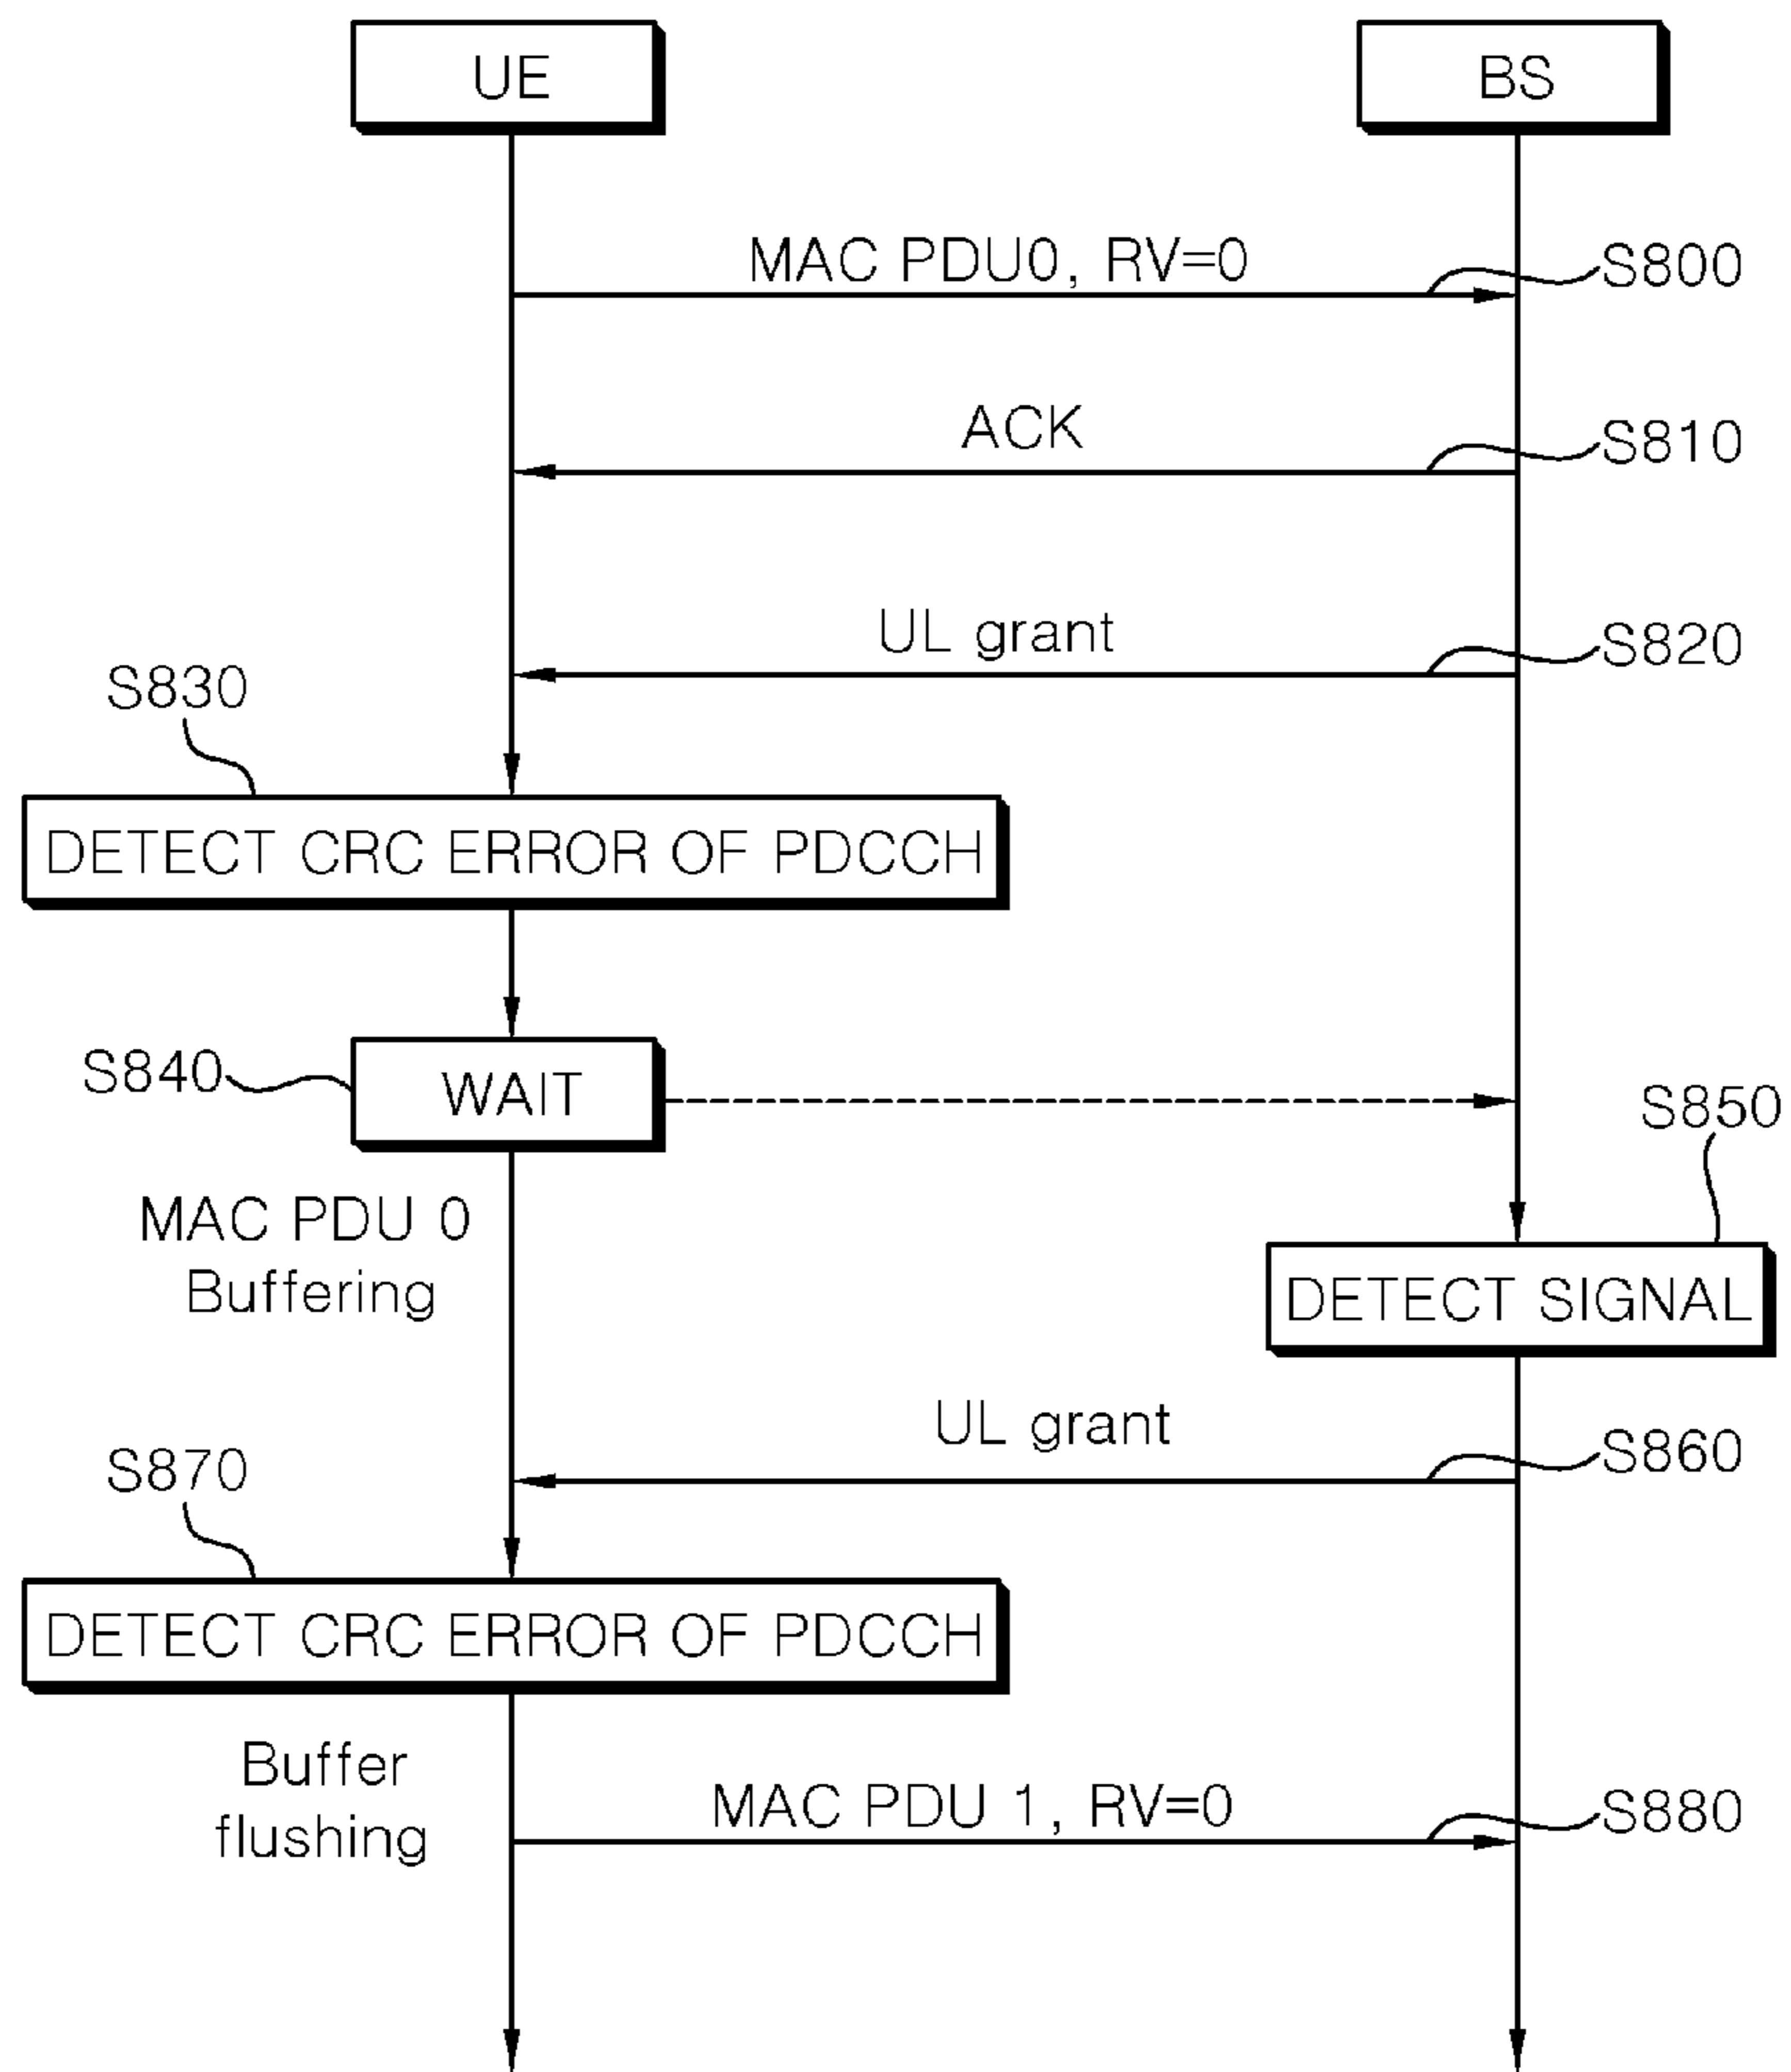 UE
BS
MAC PDU0, RV=0
S800
ACK
S810
UL grant
S820
S830
DETECT CRC ERROR OF PDCCH
S840
WAIT
S850
MAC PDU 0
Buffering
DETECT SIGNAL
UL grant
S860
S870
DETECT CRC ERROR OF PDCCH
Buffer
flushing
MAC PDU 1, RV=0
S880